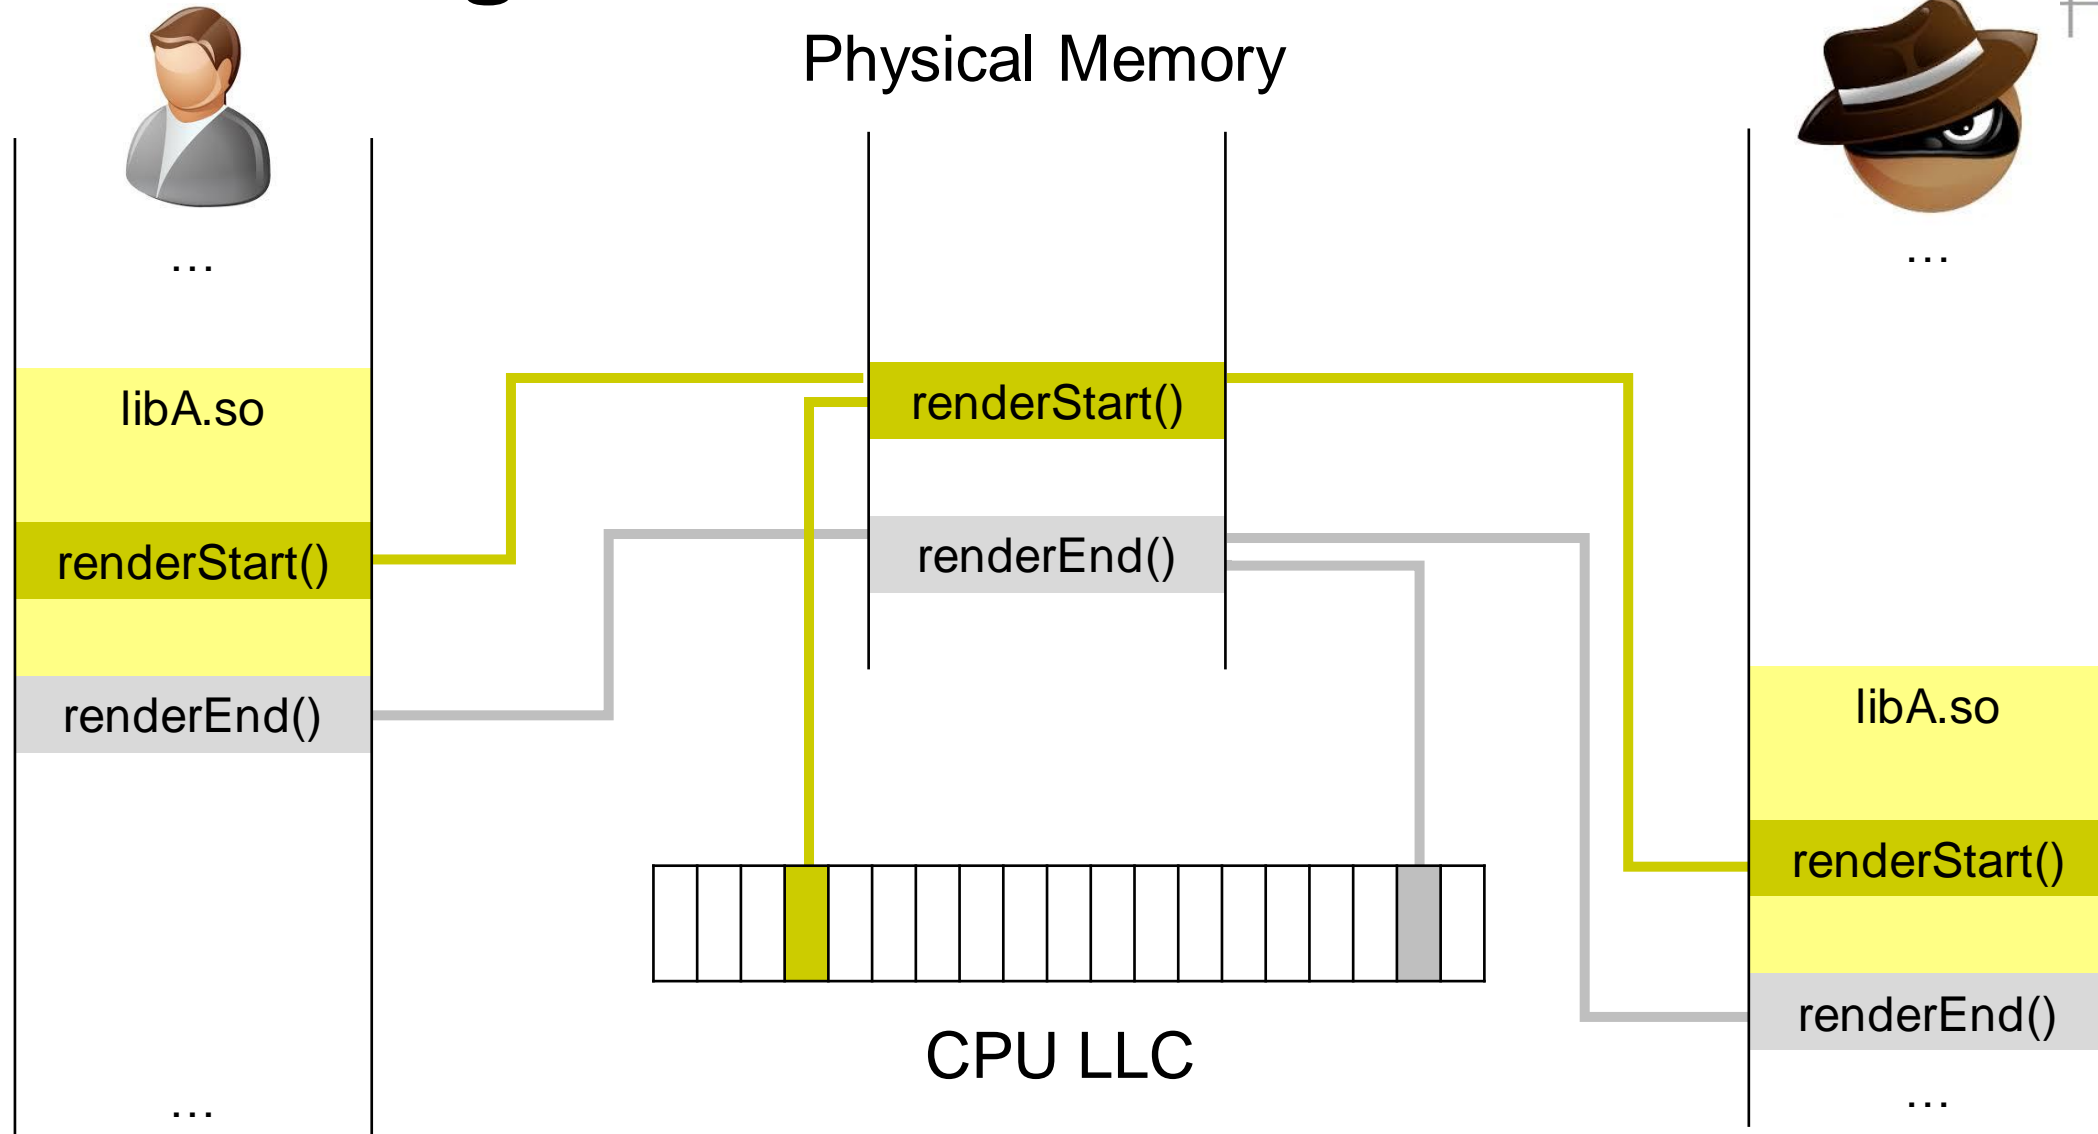 Physical Memory
…
libA.so
renderStart()
renderEnd()
…
renderStart()
renderEnd()
CPU LLC
…
libA.so
renderStart()
renderEnd()
…